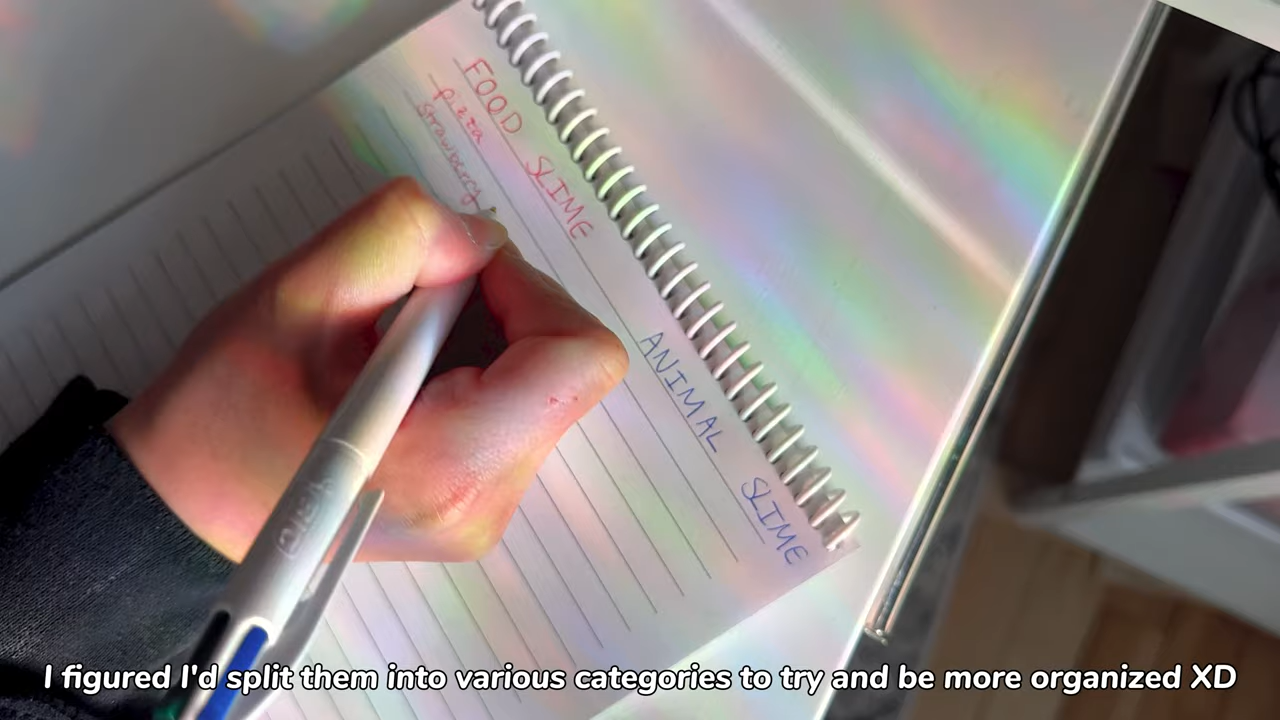 FOOD SLIME
pizza
strawberry
ANIMAL SLIME
I figured I'd split them into various categories to try and be more organized XD